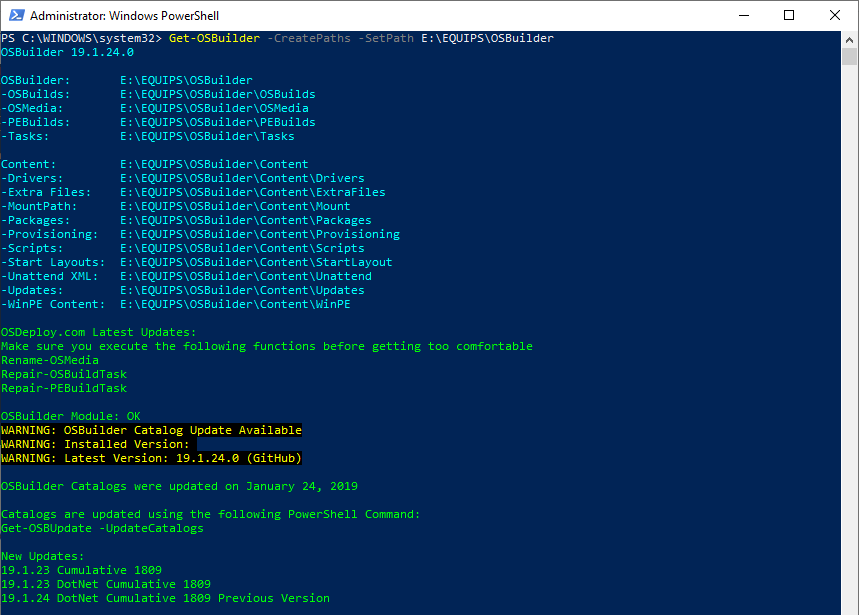 Administrator: Windows PowerShell
PS C:\WINDOWS\system32> Get-OSBuilder -CreatePaths -SetPath E:\EQUIPS\OSBuilder
OSBuilder 19.1.24.0
OSBuilder: E:\EQUIPS\OSBuilder
-OSBuilds: E:\EQUIPS\OSBuilder\OSBuilds
-OSMedia: E:\EQUIPS\OSBuilder\OSMedia
-PEBuilds: E:\EQUIPS\OSBuilder\PEBuilds
-Tasks: E:\EQUIPS\OSBuilder\Tasks
Content: E:\EQUIPS\OSBuilder\Content
-Drivers: E:\EQUIPS\OSBuilder\Content\Drivers
-Extra Files: E:\EQUIPS\OSBuilder\Content\ExtraFiles
-MountPath: E:\EQUIPS\OSBuilder\Content\Mount
-Packages: E:\EQUIPS\OSBuilder\Content\Packages
-Provisioning: E:\EQUIPS\OSBuilder\Content\Provisioning
-Scripts: E:\EQUIPS\OSBuilder\Content\Scripts
-Start Layouts: E:\EQUIPS\OSBuilder\Content\StartLayout
-Unattend XML: E:\EQUIPS\OSBuilder\Content\Unattend
-Updates: E:\EQUIPS\OSBuilder\Content\Updates
-WinPE Content: E:\EQUIPS\OSBuilder\Content\WinPE
OSDeploy.com Latest Updates:
Make sure you execute the following functions before getting too comfortable
Rename-OSMedia
Repair-OSBuildTask
Repair-PEBuildTask
OSBuilder Module: OK
WARNING: OSBuilder Catalog Update Available
WARNING: Installed Version:
WARNING: Latest Version: 19.1.24.0 (GitHub)
OSBuilder Catalogs were updated on January 24, 2019
Catalogs are updated using the following PowerShell Command:
Get-OSBUpdate -UpdateCatalogs
New Updates:
19.1.23 Cumulative 1809
19.1.23 DotNet Cumulative 1809
19.1.24 DotNet Cumulative 1809 Previous Version